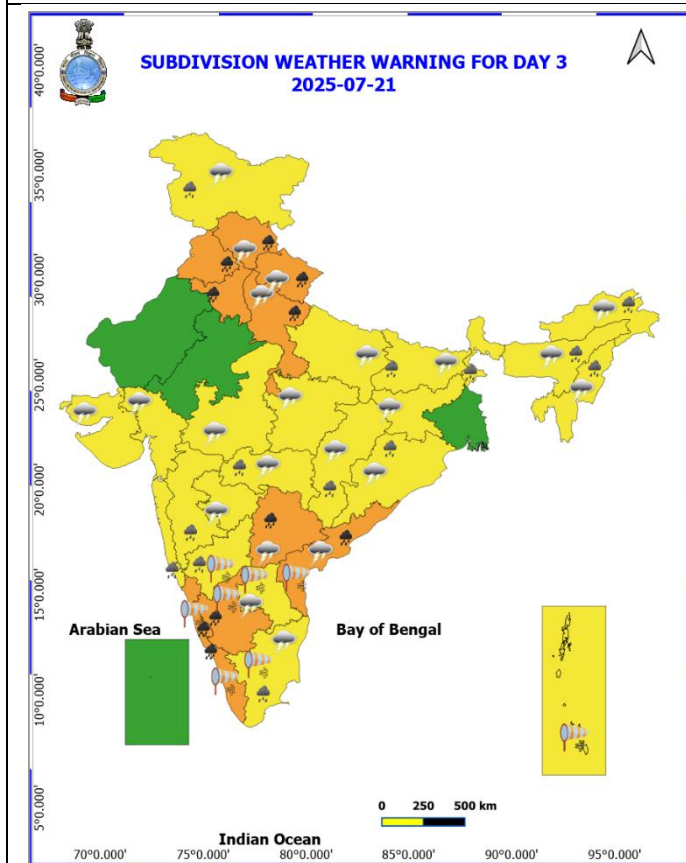 SUBDIVISION WEATHER WARNING FOR DAY 3
2025-07-21
40°0.000'
35°0.000'
30°0.000'
25°0.000'
20°0.000'
15°0.000'
Arabian Sea
Bay of Bengal
10°0.000'
5°0.000'
0 250 500 km
Indian Ocean
70°0.000' 75°0.000' 80°0.000' 85°0.000' 90°0.000' 95°0.000'